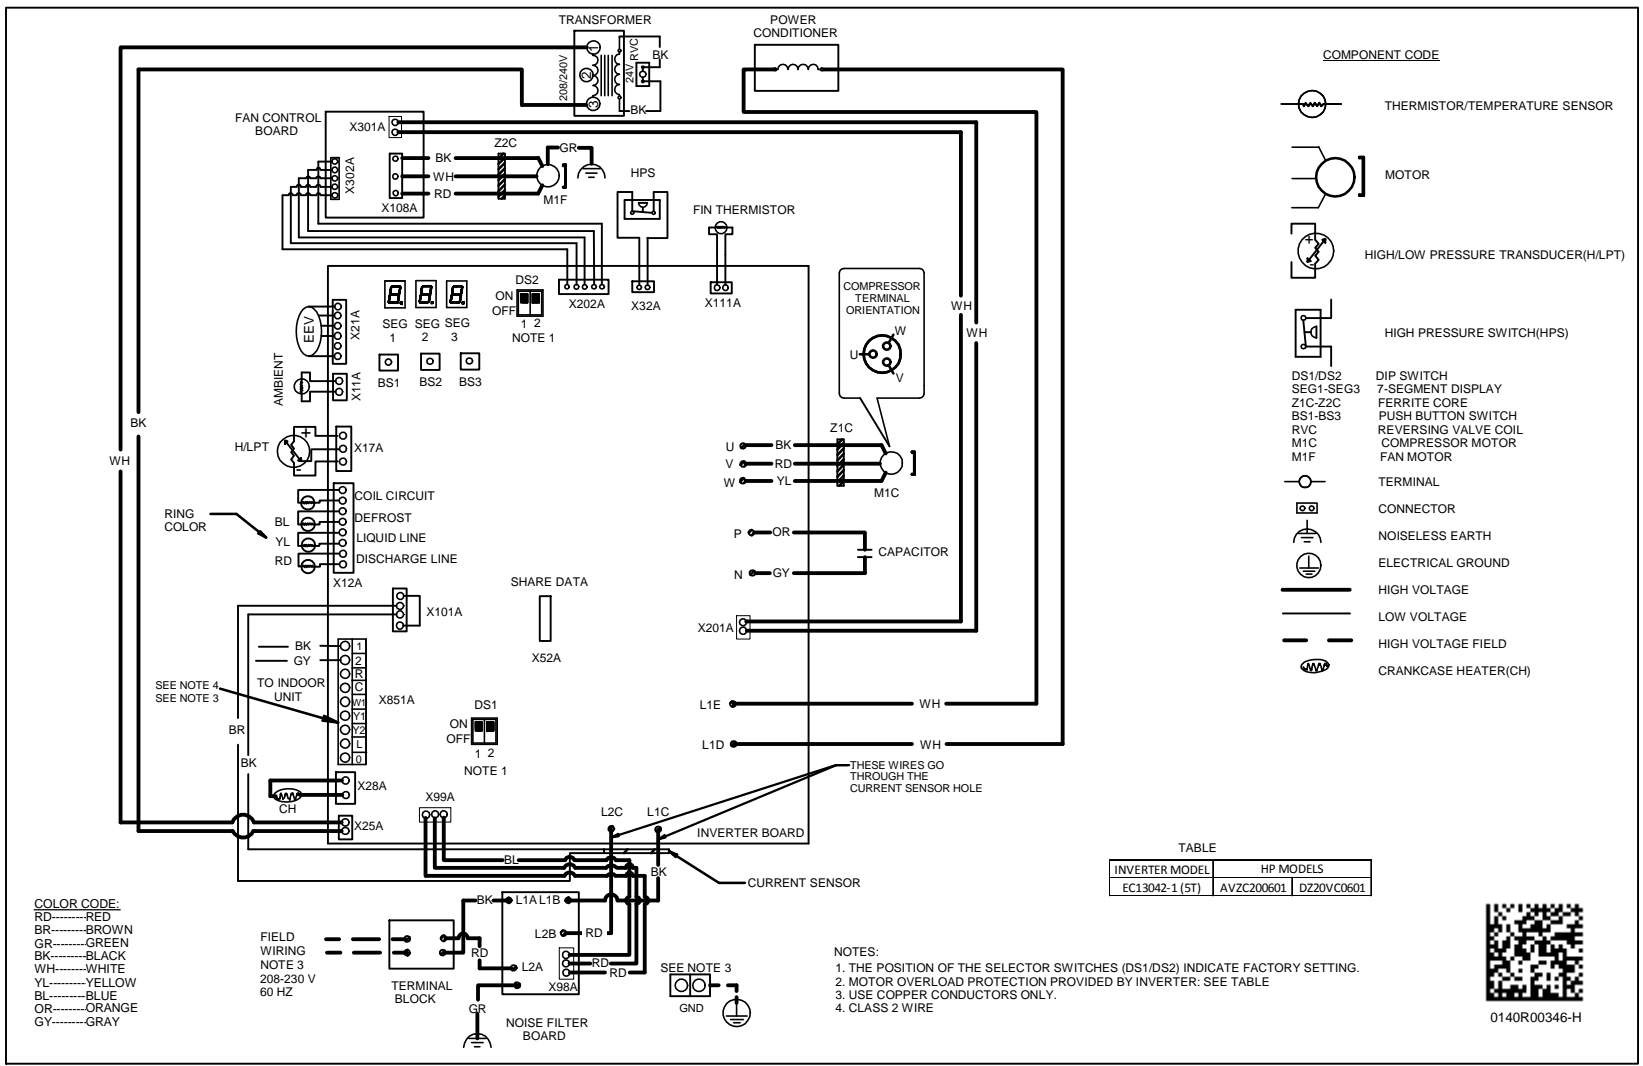 TRANSFORMER
208/240V
1
2
3
24V
RVC
BK
BK
POWER
CONDITIONER
FAN CONTROL
BOARD
X301A
X302A
X108A
BK
WH
RD
Z2C
GR
M1F
HPS
FIN THERMISTOR
X202A
X32A
X111A
DS2
ON
OFF
1 2
NOTE 1
SEG
1
SEG
2
SEG
3
BS1
BS2
BS3
EEV
X21A
AMBIENT
X11A
H/LPT
+
-
X17A
BK
WH
COMPRESSOR
TERMINAL
ORIENTATION
U
W
V
WH
WH
U
BK
V
RD
W
YL
Z1C
M1C
P
OR
N
GY
CAPACITOR
RING
COLOR
BL
YL
RD
COIL CIRCUIT
DEFROST
LIQUID LINE
DISCHARGE LINE
X12A
X101A
SHARE DATA
X52A
X201A
BK
GY
TO INDOOR
UNIT
SEE NOTE 4
SEE NOTE 3
1
2
R
C
W1
Y1
Y2
L
0
X851A
BR
BK
DS1
ON
OFF
1 2
NOTE 1
L1E
WH
L1D
WH
CH
X28A
X25A
X99A
L2C
L1C
INVERTER BOARD
THESE WIRES GO
THROUGH THE
CURRENT SENSOR HOLE
BL
BK
CURRENT SENSOR
BK
L1A
L1B
L2B
RD
L2A
RD
RD
RD
X98A
GR
NOISE FILTER
BOARD
FIELD
WIRING
NOTE 3
208-230 V
60 HZ
TERMINAL
BLOCK
SEE NOTE 3
GND
COLOR CODE:
RD---------RED
BR---------BROWN
GR--------GREEN
BK---------BLACK
WH-------WHITE
YL--------YELLOW
BL---------BLUE
OR--------ORANGE
GY--------GRAY
COMPONENT CODE
THERMISTOR/TEMPERATURE SENSOR
MOTOR
+
-
HIGH/LOW PRESSURE TRANSDUCER(H/LPT)
HIGH PRESSURE SWITCH(HPS)
DS1/DS2 DIP SWITCH
SEG1-SEG3 7-SEGMENT DISPLAY
Z1C-Z2C FERRITE CORE
BS1-BS3 PUSH BUTTON SWITCH
RVC REVERSING VALVE COIL
M1C COMPRESSOR MOTOR
M1F FAN MOTOR
TERMINAL
CONNECTOR
NOISELESS EARTH
ELECTRICAL GROUND
HIGH VOLTAGE
LOW VOLTAGE
HIGH VOLTAGE FIELD
CRANKCASE HEATER(CH)
TABLE
INVERTER MODEL HP MODELS
EC13042-1 (5T) AVZC200601 DZ20VC0601
NOTES:
1. THE POSITION OF THE SELECTOR SWITCHES (DS1/DS2) INDICATE FACTORY SETTING.
2. MOTOR OVERLOAD PROTECTION PROVIDED BY INVERTER: SEE TABLE
3. USE COPPER CONDUCTORS ONLY.
4. CLASS 2 WIRE
0140R00346-H